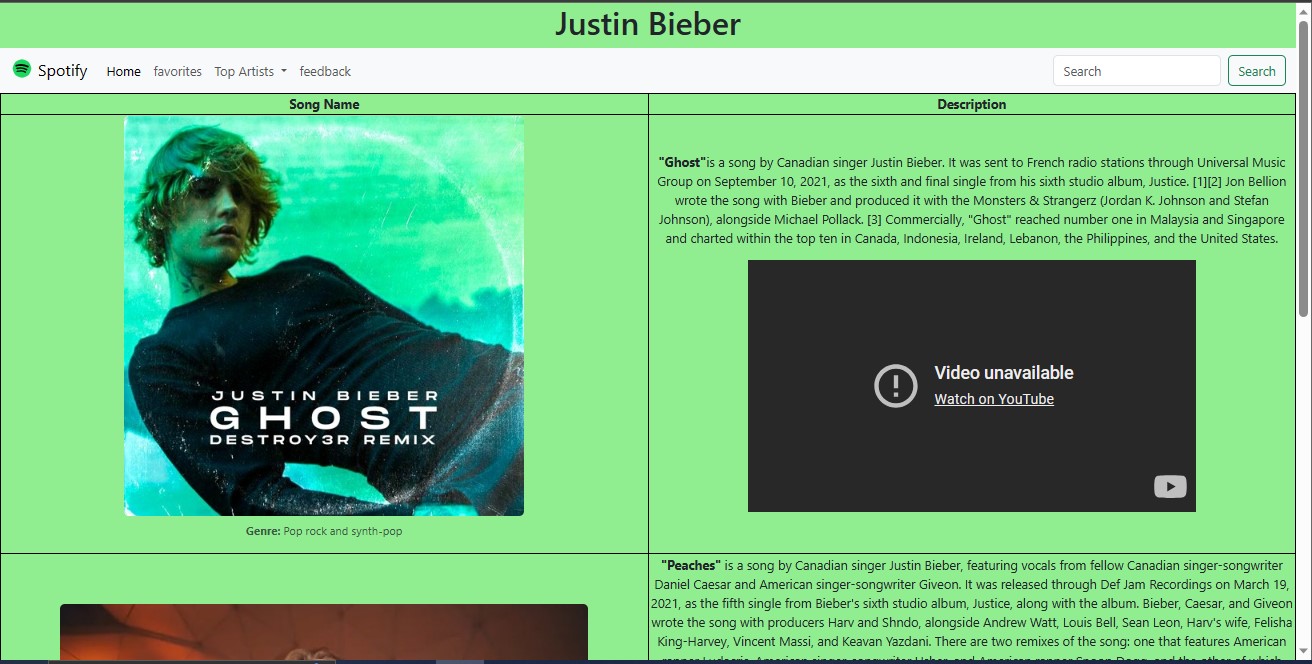 Justin Bieber
Spotify Home favorites Top Artists feedback Search Search
Song Name Description
JUSTIN BIEBER
GHOST
DESTROY3R REMIX
Genre: Pop rock and synth-pop
"Ghost"is a song by Canadian singer Justin Bieber. It was sent to French radio stations through Universal Music
Group on September 10, 2021, as the sixth and final single from his sixth studio album, Justice. [1][2] Jon Bellion
wrote the song with Bieber and produced it with the Monsters & Strangerz (Jordan K. Johnson and Stefan
Johnson), alongside Michael Pollack. [3] Commercially, "Ghost" reached number one in Malaysia and Singapore
and charted within the top ten in Canada, Indonesia, Ireland, Lebanon, the Philippines, and the United States.
Video unavailable
Watch on YouTube
"Peaches" is a song by Canadian singer Justin Bieber, featuring vocals from fellow Canadian singer-songwriter
Daniel Caesar and American singer-songwriter Giveon. It was released through Def Jam Recordings on March 19,
2021, as the fifth single from Bieber's sixth studio album, Justice, along with the album. Bieber, Caesar, and Giveon
wrote the song with producers Harv and Shndo, alongside Andrew Watt, Louis Bell, Sean Leon, Harv's wife, Felisha
King-Harvey, Vincent Massi, and Keavan Yazdani. There are two remixes of the song: one that features American